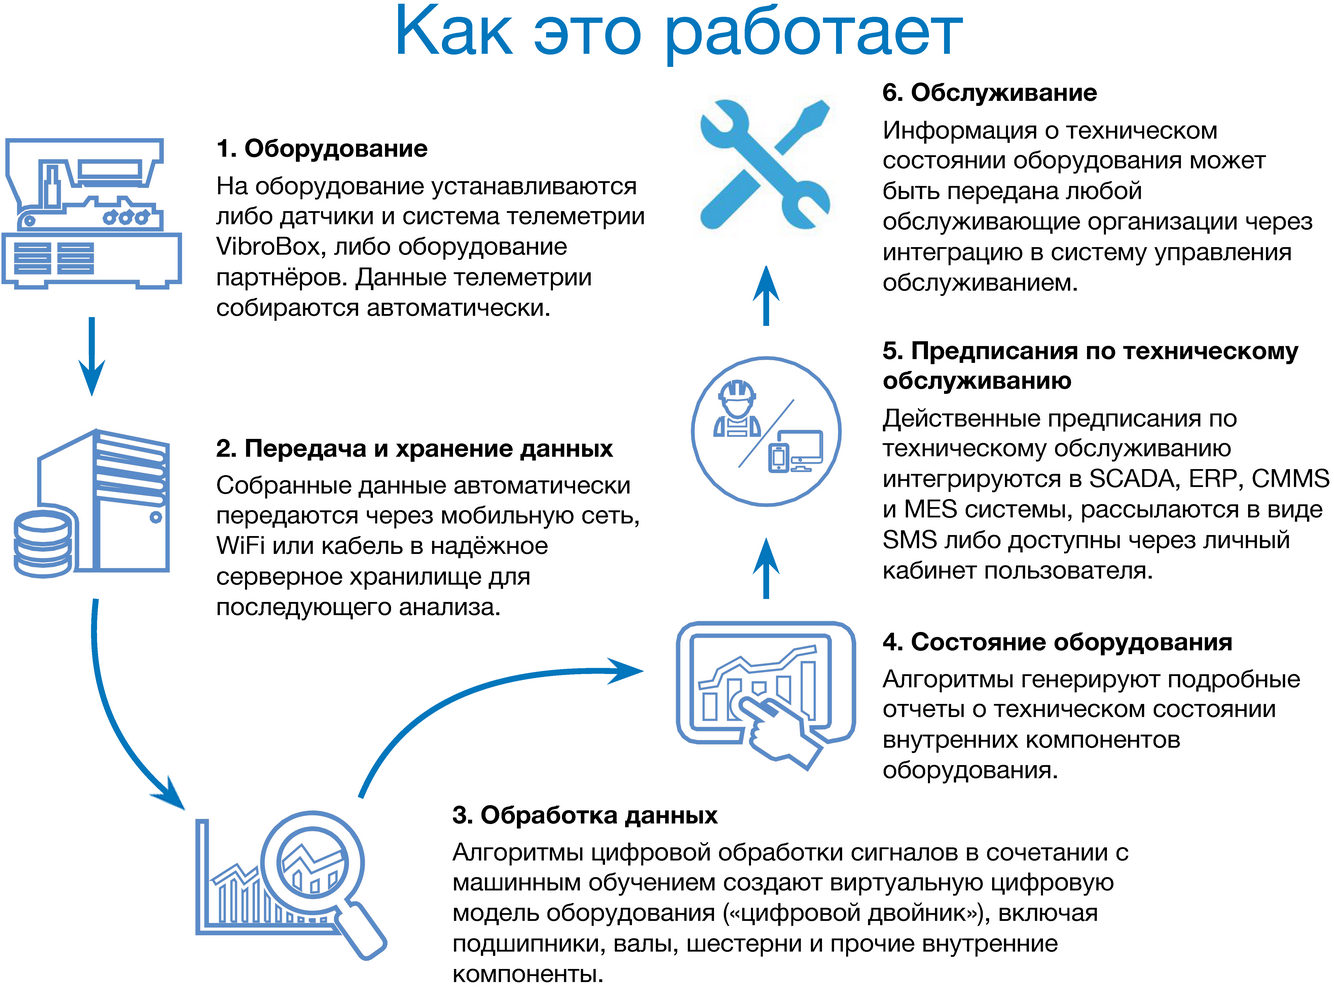 Как это работает
1. Оборудование
На оборудование устанавливаются
либо датчики и система телеметрии
VibroBox, либо оборудование
партнёров. Данные телеметрии
собираются автоматически.
2. Передача и хранение данных
Собранные данные автоматически
передаются через мобильную сеть,
WiFi или кабель в надёжное
серверное хранилище для
последующего анализа.
3. Обработка данных
Алгоритмы цифровой обработки сигналов в сочетании с
машинным обучением создают виртуальную цифровую
модель оборудования («цифровой двойник»), включая
подшипники, валы, шестерни и прочие внутренние
компоненты.
4. Состояние оборудования
Алгоритмы генерируют подробные
отчеты о техническом состоянии
внутренних компонентов
оборудования.
5. Предписания по техническому
обслуживанию
Действенные предписания по
техническому обслуживанию
интегрируются в SCADA, ERP, CMMS
и MES системы, рассылаются в виде
SMS либо доступны через личный
кабинет пользователя.
6. Обслуживание
Информация о техническом
состоянии оборудования может
быть передана любой
обслуживающие организации через
интеграцию в систему управления
обслуживанием.